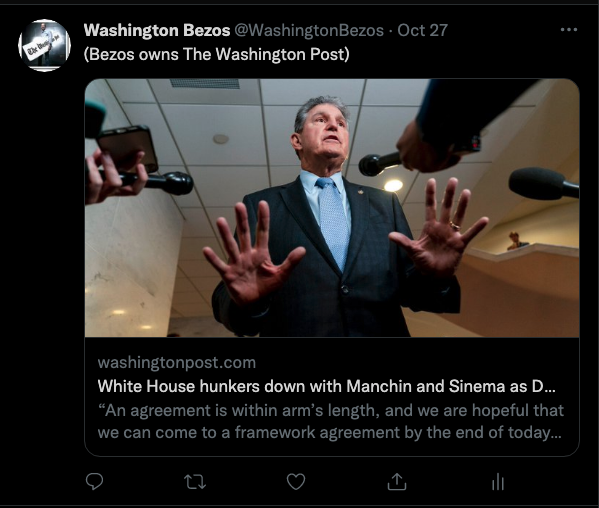 Washington Bezos @WashingtonBezos · Oct 27
(Bezos owns The Washington Post)
washingtonpost.com
White House hunkers down with Manchin and Sinema as D...
“An agreement is within arm’s length, and we are hopeful that
we can come to a framework agreement by the end of today...